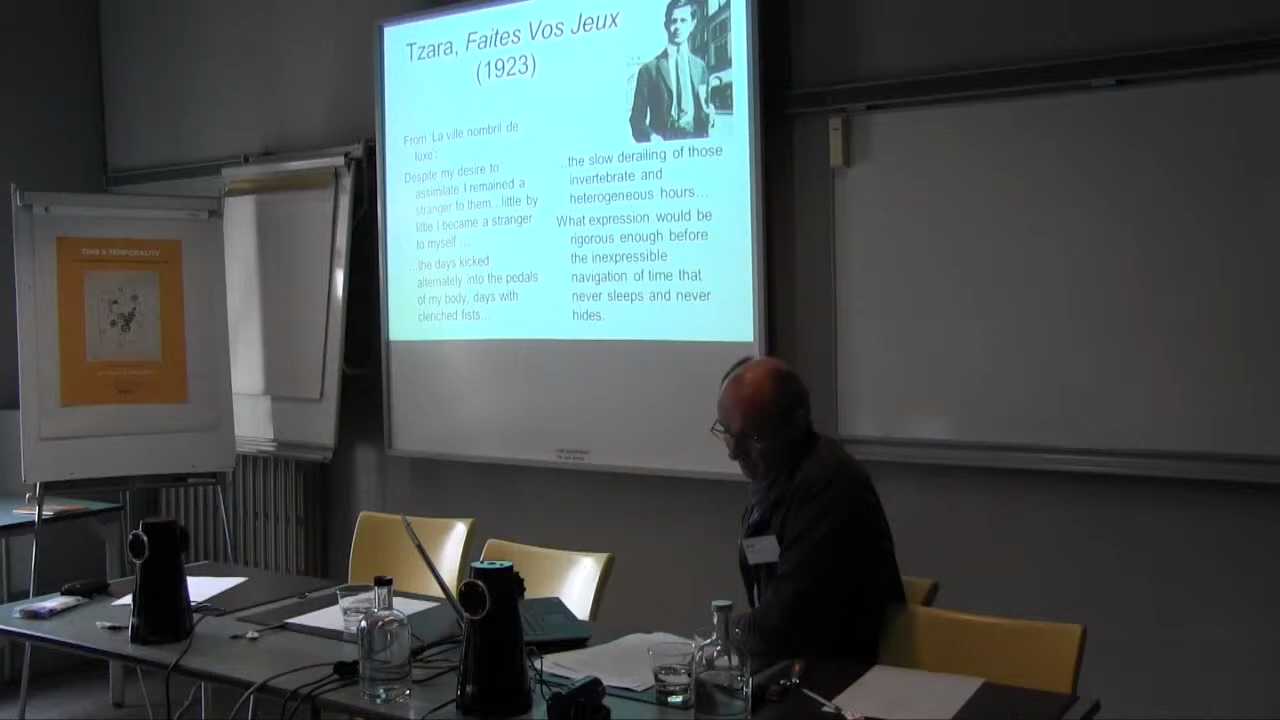 Tzara, Faites Vos Jeux
(1923)
From 'La ville nombril de
luxe':
Despite my desire to
assimilate I remained a
stranger to them...little by
little I became a stranger
to myself ...
...the days kicked
alternately into the pedals
of my body, days with
clenched fists...
...the slow derailing of those
invertebrate and
heterogeneous hours...
What expression would be
rigorous enough before
the inexpressible
navigation of time that
never sleeps and never
hides.
TIME & TEMPORALITY